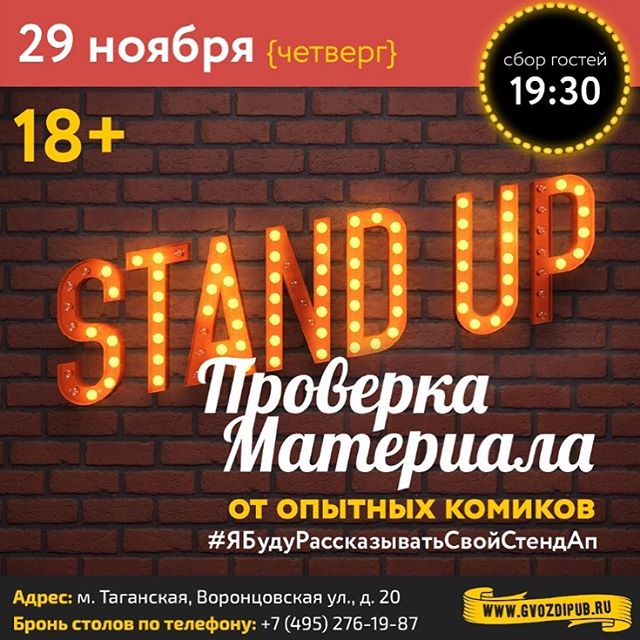 29 ноября {четверг}
сбор гостей
19:30
18+
STAND UP
Проверка
Материала
от опытных комиков
#ЯБудуРассказыватьСвойСтендАп
Адрес: м. Таганская, Воронцовская ул., д. 20
Бронь столов по телефону: +7 (495) 276-19-87
WWW.GVOZDIPUB.RU